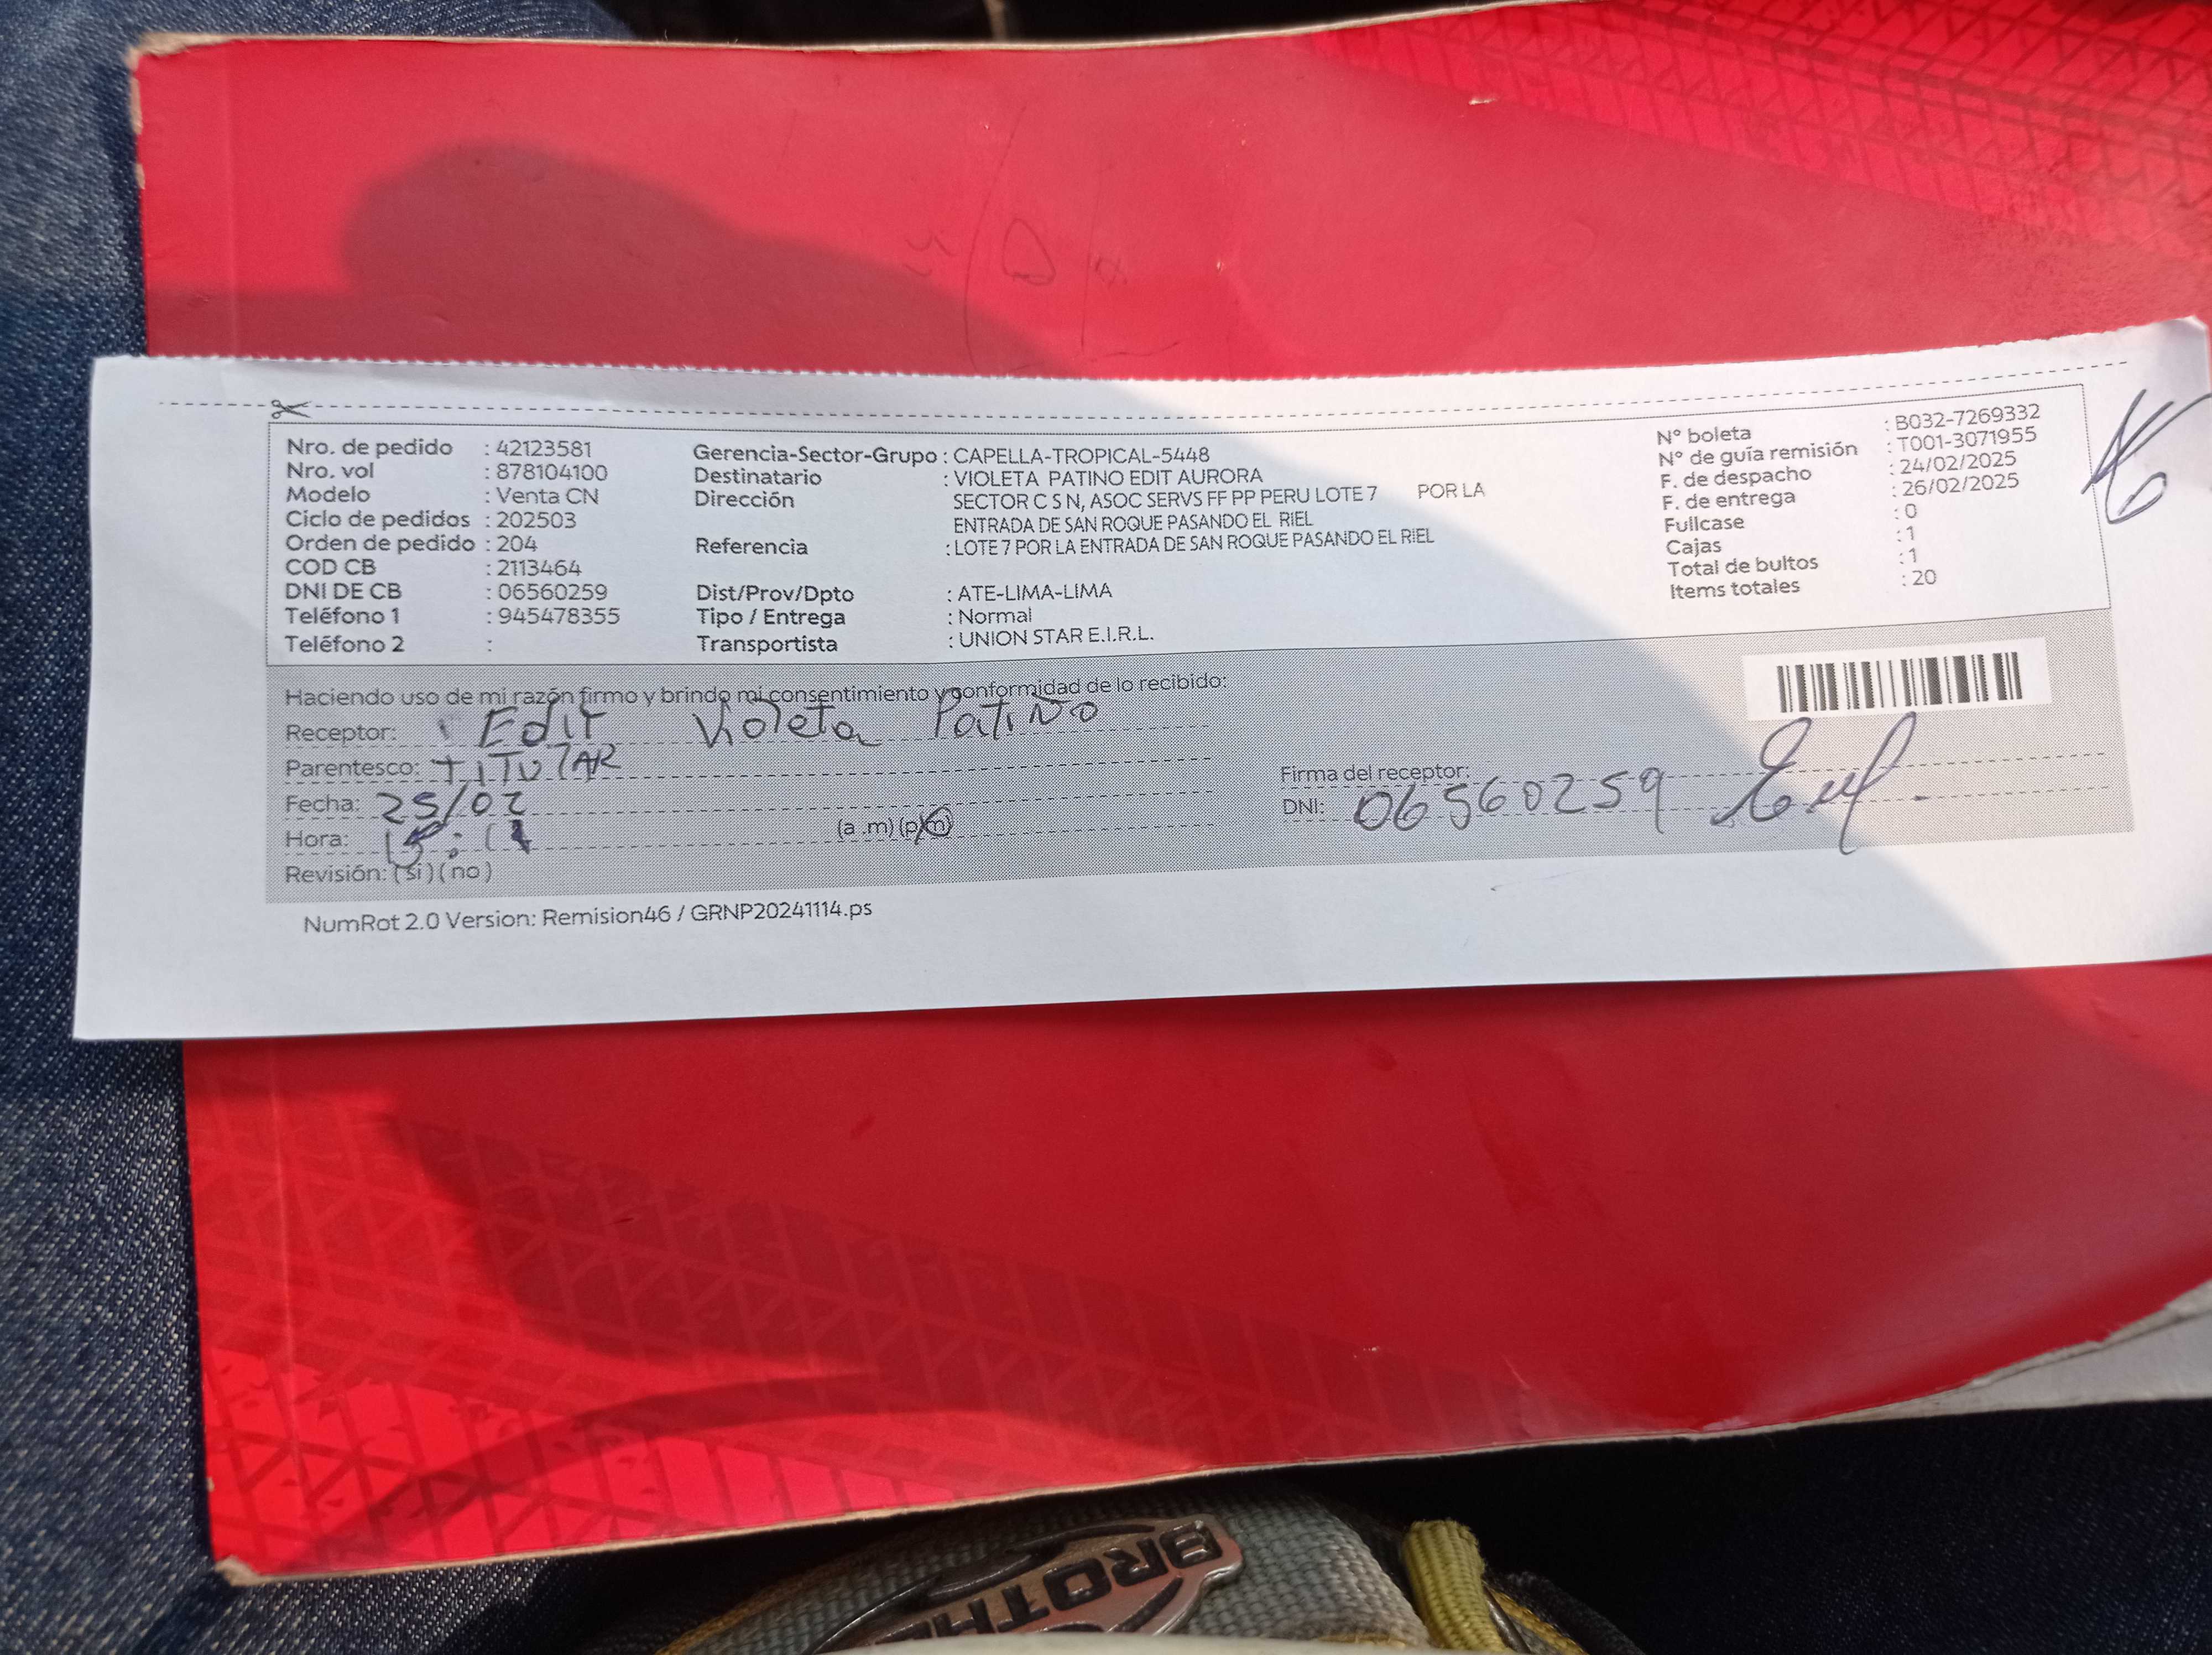 Nro. de pedido : 42123581
Nro. vol : 878104100
Modelo : Venta CN
Ciclo de pedidos : 202503
Orden de pedido : 204
COD CB : 2113464
DNI DE CB : 06560259
Teléfono 1 : 945478355
Teléfono 2 :
Gerencia-Sector-Grupo : CAPELLA-TROPICAL-5448
Destinatario : VIOLETA PATINO EDIT AURORA
Dirección SECTOR C S N, ASOC SERVS FF PP PERU LOTE 7 POR LA
ENTRADA DE SAN ROQUE PASANDO EL RIEL
Referencia : LOTE 7 POR LA ENTRADA DE SAN ROQUE PASANDO EL RIEL
Dist/Prov/Dpto : ATE-LIMA-LIMA
Tipo / Entrega : Normal
Transportista : UNION STAR E.I.R.L.
N° boleta : B032-7269332
N° de guía remisión : T001-3071955
F. de despacho : 24/02/2025
F. de entrega : 26/02/2025
Fullcase : 0
Cajas : 1
Total de bultos : 1
Items totales : 20
Haciendo uso de mi razón firmo y brindo mi consentimiento y conformidad de lo recibido:
Receptor: Edit Violeta Patiño
Parentesco: TITULAR
Fecha: 25/02
Hora: (a .m) (p.m)
Revisión: (si) (no)
Firma del receptor:
DNI: 06560259
NumRot 2.0 Version: Remision46 / GRNP20241114.ps